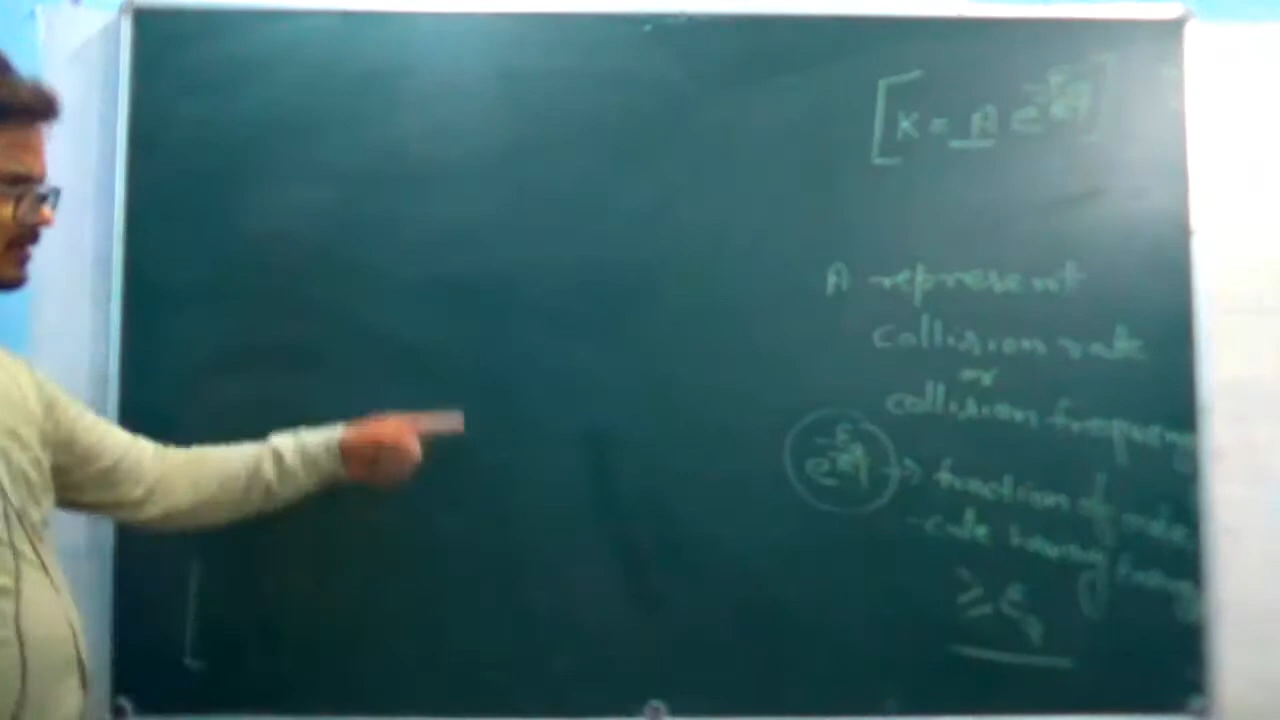 [K = A e^-Ea/RT]
A represent
collision rate
or
collision frequency
e^-Ea/RT → fraction of mole
-cule having Energy
≥ Ea